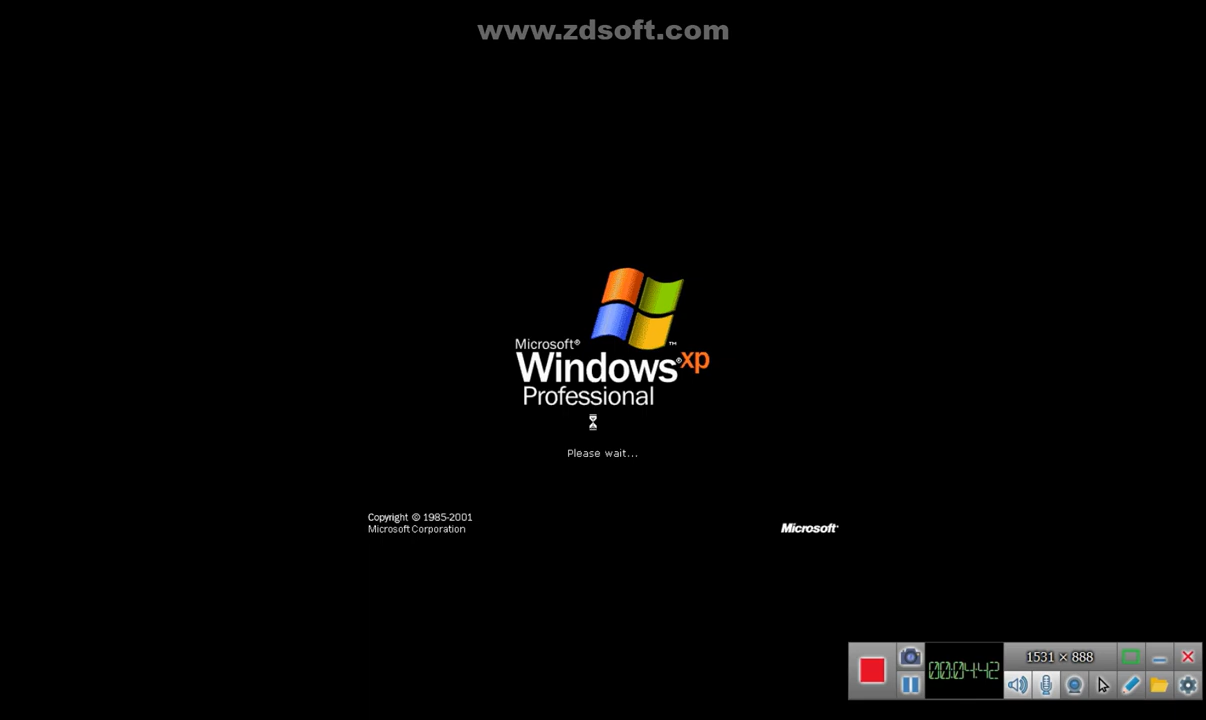 www.zdsoft.com
Microsoft®
Windows® xp ™
Professional
Please wait...
Copyright © 1985-2001
Microsoft Corporation
Microsoft®
1531 × 888
00:04:42